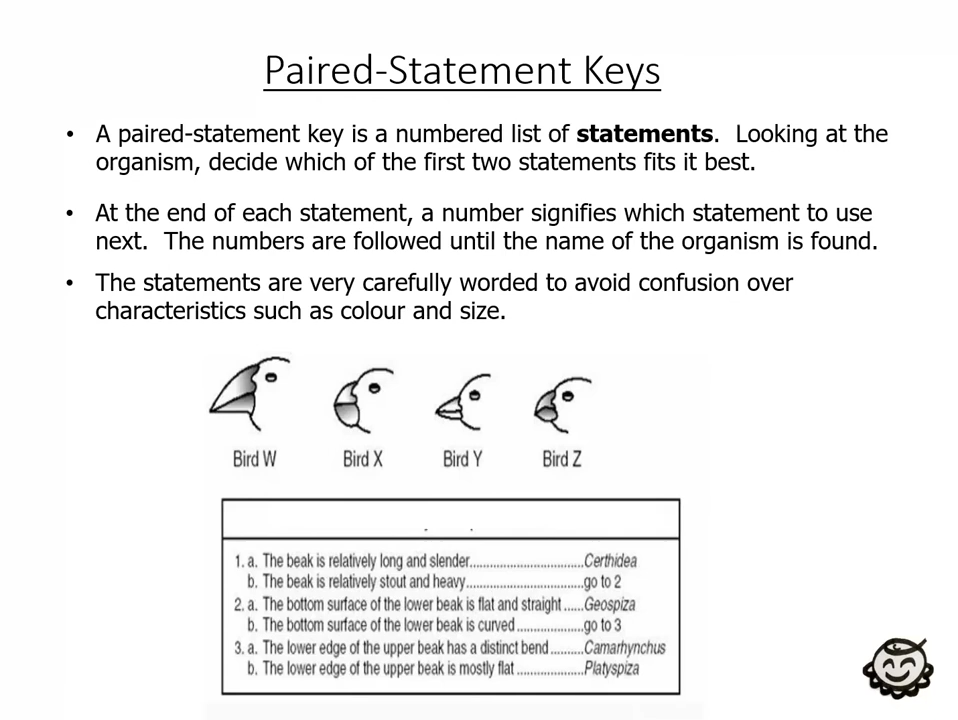 Paired-Statement Keys
• A paired-statement key is a numbered list of statements.  Looking at the
organism, decide which of the first two statements fits it best.
• At the end of each statement, a number signifies which statement to use
next.  The numbers are followed until the name of the organism is found.
• The statements are very carefully worded to avoid confusion over
characteristics such as colour and size.
Bird W Bird X Bird Y Bird Z
1. a. The beak is relatively long and slender..................................Certhidea
b. The beak is relatively stout and heavy...................................go to 2
2. a. The bottom surface of the lower beak is flat and straight ......Geospiza
b. The bottom surface of the lower beak is curved ....................go to 3
3. a. The lower edge of the upper beak has a distinct bend..........Camarhynchus
b. The lower edge of the upper beak is mostly flat ....................Platyspiza